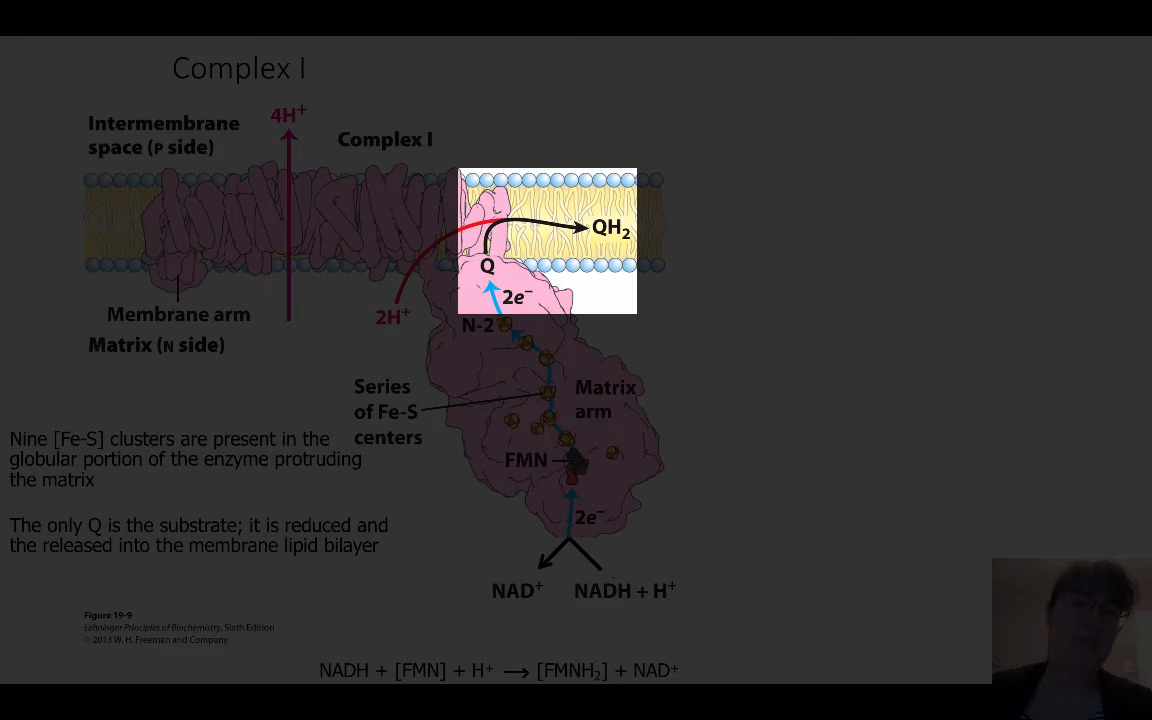 Complex I
Intermembrane
space (P side)
4H⁺
Complex I
QH₂
Q
2e⁻
Membrane arm
2H⁺
N-2
Matrix (N side)
Series
of Fe-S
centers
Matrix
arm
Nine [Fe-S] clusters are present in the
globular portion of the enzyme protruding
the matrix
FMN
The only Q is the substrate; it is reduced and
the released into the membrane lipid bilayer
2e⁻
NAD⁺
NADH + H⁺
Figure 19-9
Lehninger Principles of Biochemistry, Sixth Edition
© 2013 W. H. Freeman and Company
NADH + [FMN] + H⁺ ⟶ [FMNH₂] + NAD⁺